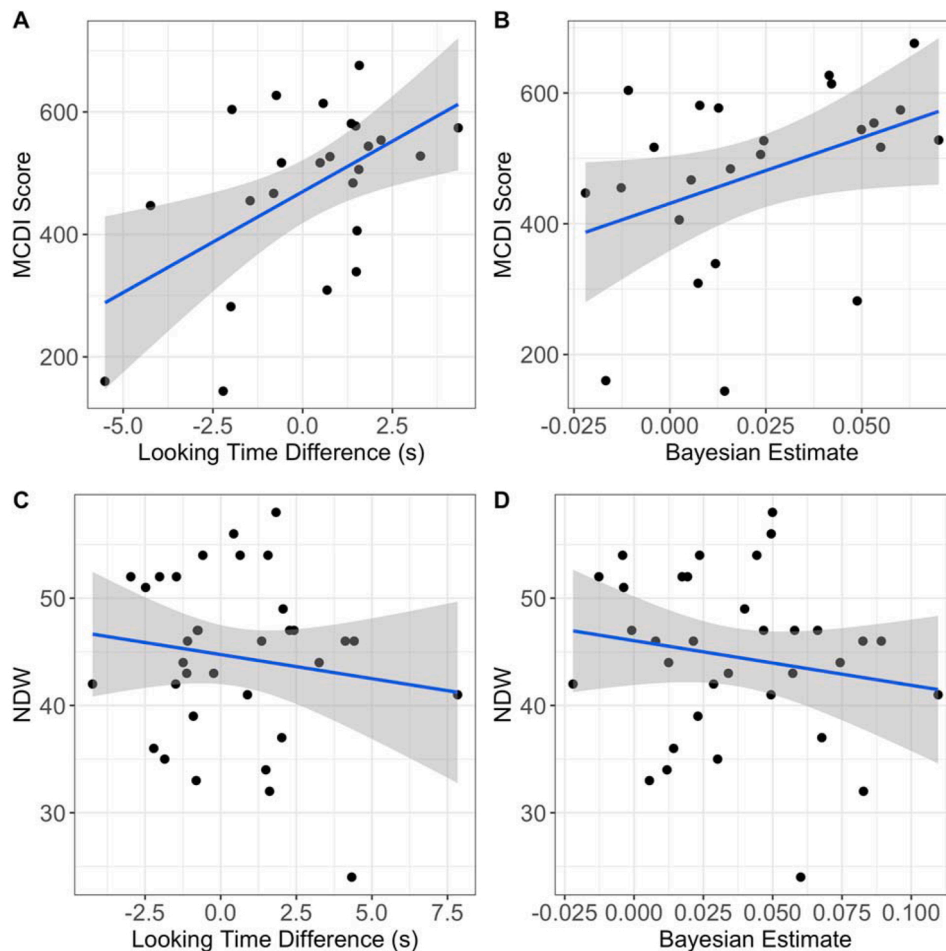 A
B
MCDI Score
600
400
200
-5.0
-2.5
0.0
2.5
Looking Time Difference (s)
MCDI Score
600
400
200
-0.025
0.000
0.025
0.050
Bayesian Estimate
C
D
NDW
50
40
30
-2.5
0.0
2.5
5.0
7.5
Looking Time Difference (s)
NDW
50
40
30
-0.025
0.000
0.025
0.050
0.075
0.100
Bayesian Estimate